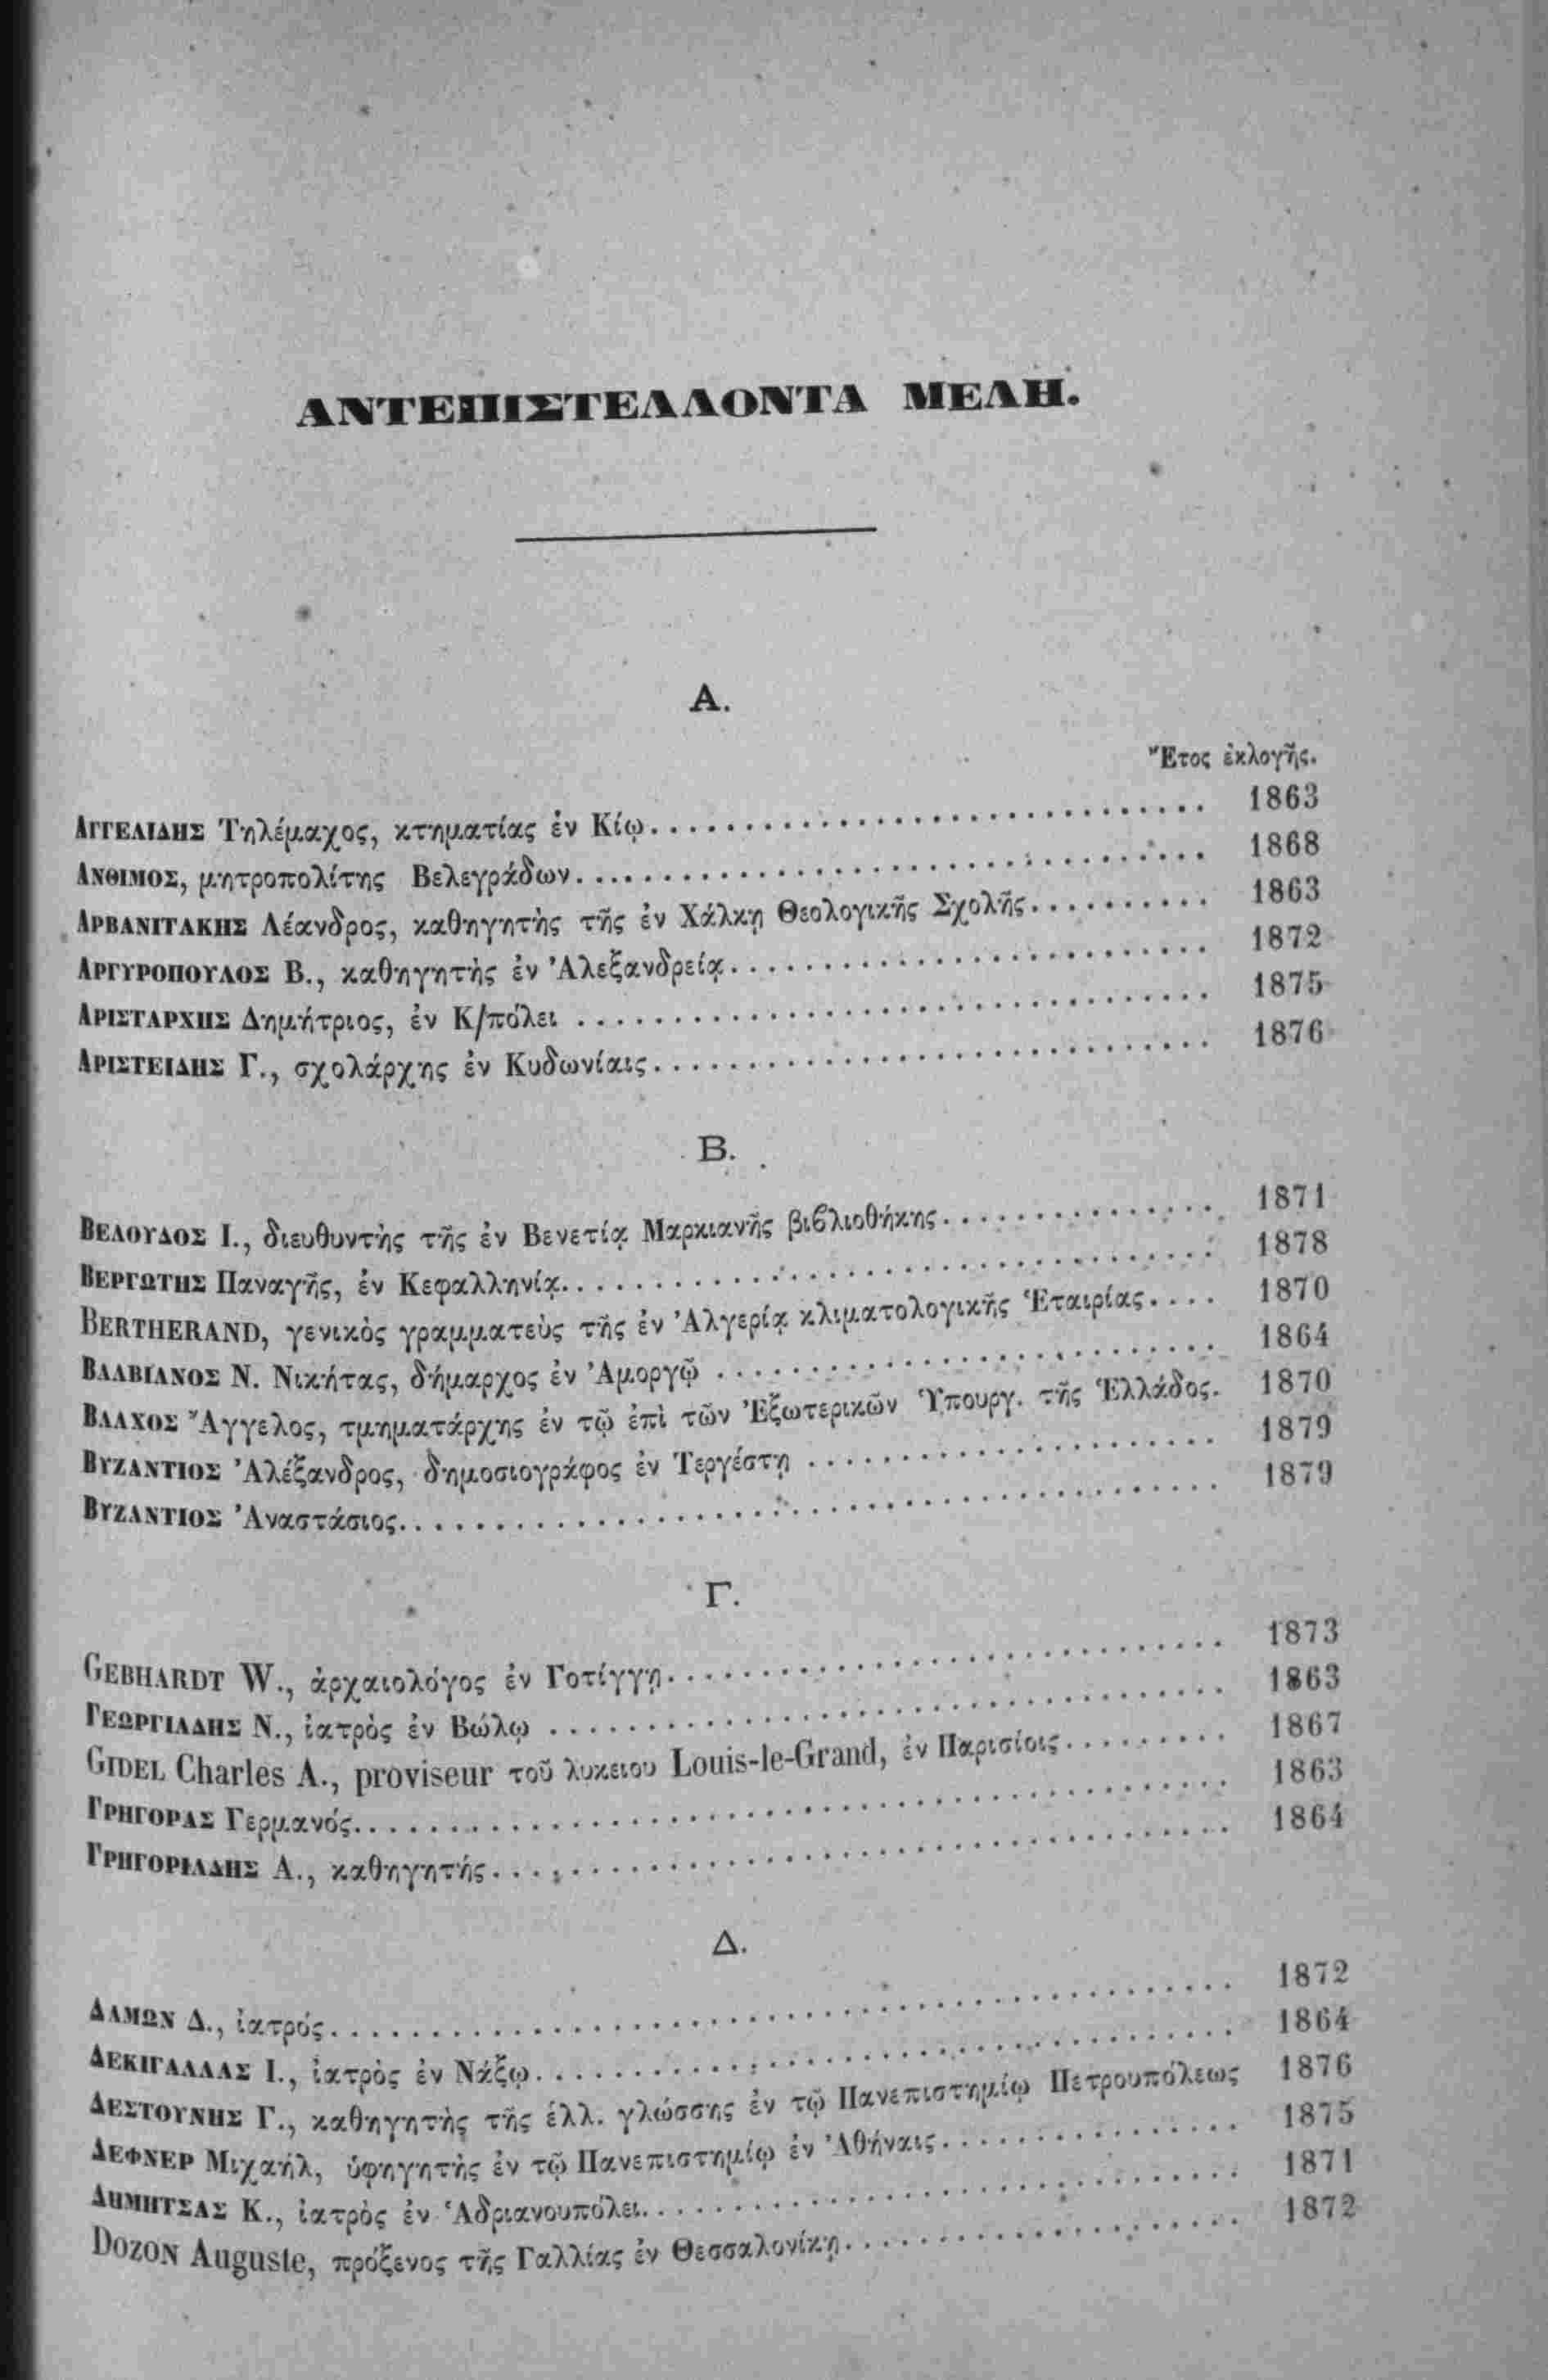 ΑΝΤΕΠΙΣΤΕΛΛΟΝΤΑ ΜΕΛΗ.
Α.
Ἔτος ἐκλογῆς.
ΑΓΓΕΛΙΔΗΣ Τηλέμαχος, κτηματίας ἐν Κίῳ.............................. 1863
ΑΝΘΙΜΟΣ, μητροπολίτης Βελεγράδων.............................. 1868
ΑΡΒΑΝΙΤΑΚΗΣ Λέανδρος, καθηγητὴς τῆς ἐν Χάλκῃ Θεολογικῆς Σχολῆς.......... 1863
ΑΡΓΥΡΟΠΟΥΛΟΣ Β., καθηγητὴς ἐν Ἀλεξανδρείᾳ......................... 1872
ΑΡΙΣΤΑΡΧΗΣ Δημήτριος, ἐν Κ/πόλει .............................. 1875
ΑΡΙΣΤΕΙΔΗΣ Γ., σχολάρχης ἐν Κυδωνίαις............................ 1876
Β.
ΒΕΛΟΥΔΟΣ Ι., διευθυντὴς τῆς ἐν Βενετίᾳ Μαρκιανῆς βιβλιοθήκης............... 1871
ΒΕΡΓΩΤΗΣ Παναγῆς, ἐν Κεφαλληνίᾳ.............................. 1878
BERTHERAND, γενικὸς γραμματεὺς τῆς ἐν Ἀλγερίᾳ κλιματολογικῆς Ἑταιρίας.... 1870
ΒΛΑΒΙΑΝΟΣ Ν. Νικήτας, δήμαρχος ἐν Ἀμοργῷ ........................ 1864
ΒΛΑΧΟΣ Ἄγγελος, τμηματάρχης ἐν τῷ ἐπὶ τῶν Ἐξωτερικῶν Ὑπουργ. τῆς Ἑλλάδος. 1870
ΒΥΖΑΝΤΙΟΣ Ἀλέξανδρος, δημοσιογράφος ἐν Τεργέστῃ ..................... 1879
ΒΥΖΑΝΤΙΟΣ Ἀναστάσιος.................................... 1879
Γ.
GEBHARDT W., ἀρχαιολόγος ἐν Γοτίγγῃ............................ 1873
ΓΕΩΡΓΙΑΔΗΣ Ν., ἰατρὸς ἐν Βώλῳ .............................. 1863
GIDEL Charles A., proviseur τοῦ λυκείου Louis-le-Grand, ἐν Παρισίοις......... 1867
ΓΡΗΓΟΡΑΣ Γερμανός...................................... 1863
ΓΡΗΓΟΡΙΑΔΗΣ Α., καθηγητής................................. 1864
Δ.
ΔΑΜΩΝ Δ., ἰατρός....................................... 1872
ΔΕΚΙΓΑΛΛΑΣ Ι., ἰατρὸς ἐν Νάξῳ.............................. 1864
ΔΕΣΤΟΥΝΗΣ Γ., καθηγητὴς τῆς ἑλλ. γλώσσης ἐν τῷ Πανεπιστημίῳ Πετρουπόλεως 1876
ΔΕΦΝΕΡ Μιχαήλ, ὑφηγητὴς ἐν τῷ Πανεπιστημίῳ ἐν Ἀθήναις................ 1875
ΔΗΜΗΤΣΑΣ Κ., ἰατρὸς ἐν Ἁδριανουπόλει............................ 1871
DOZON Auguste, πρόξενος τῆς Γαλλίας ἐν Θεσσαλονίκῃ.................... 1872